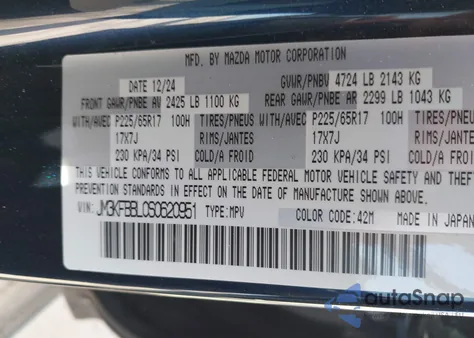 MFD. BY MAZDA MOTOR CORPORATION
DATE 12/24 GVWR/PNBV 4724 LB 2143 KG
FRONT GAWR/PNBE AV 2425 LB 1100 KG REAR GAWR/PNBE AR 2299 LB 1043 KG
WITH/AVEC P225/65R17 100H TIRES/PNEUS WITH/AVEC P225/65R17 100H TIRES/PNEUS
17X7J RIMS/JANTES 17X7J RIMS/JANTES
230 KPA/34 PSI COLD/A FROID 230 KPA/34 PSI COLD/A FROID
THIS VEHICLE CONFORMS TO ALL APPLICABLE FEDERAL MOTOR VEHICLE SAFETY AND THEFT
PREVENTION STANDARDS IN EFFECT ON THE DATE OF MANUFACTURE SHOWN ABOVE.
VIN: JM3KFBBL0S0620951 TYPE:MPV COLOR CODE:42M MADE IN JAPAN
autoSnap